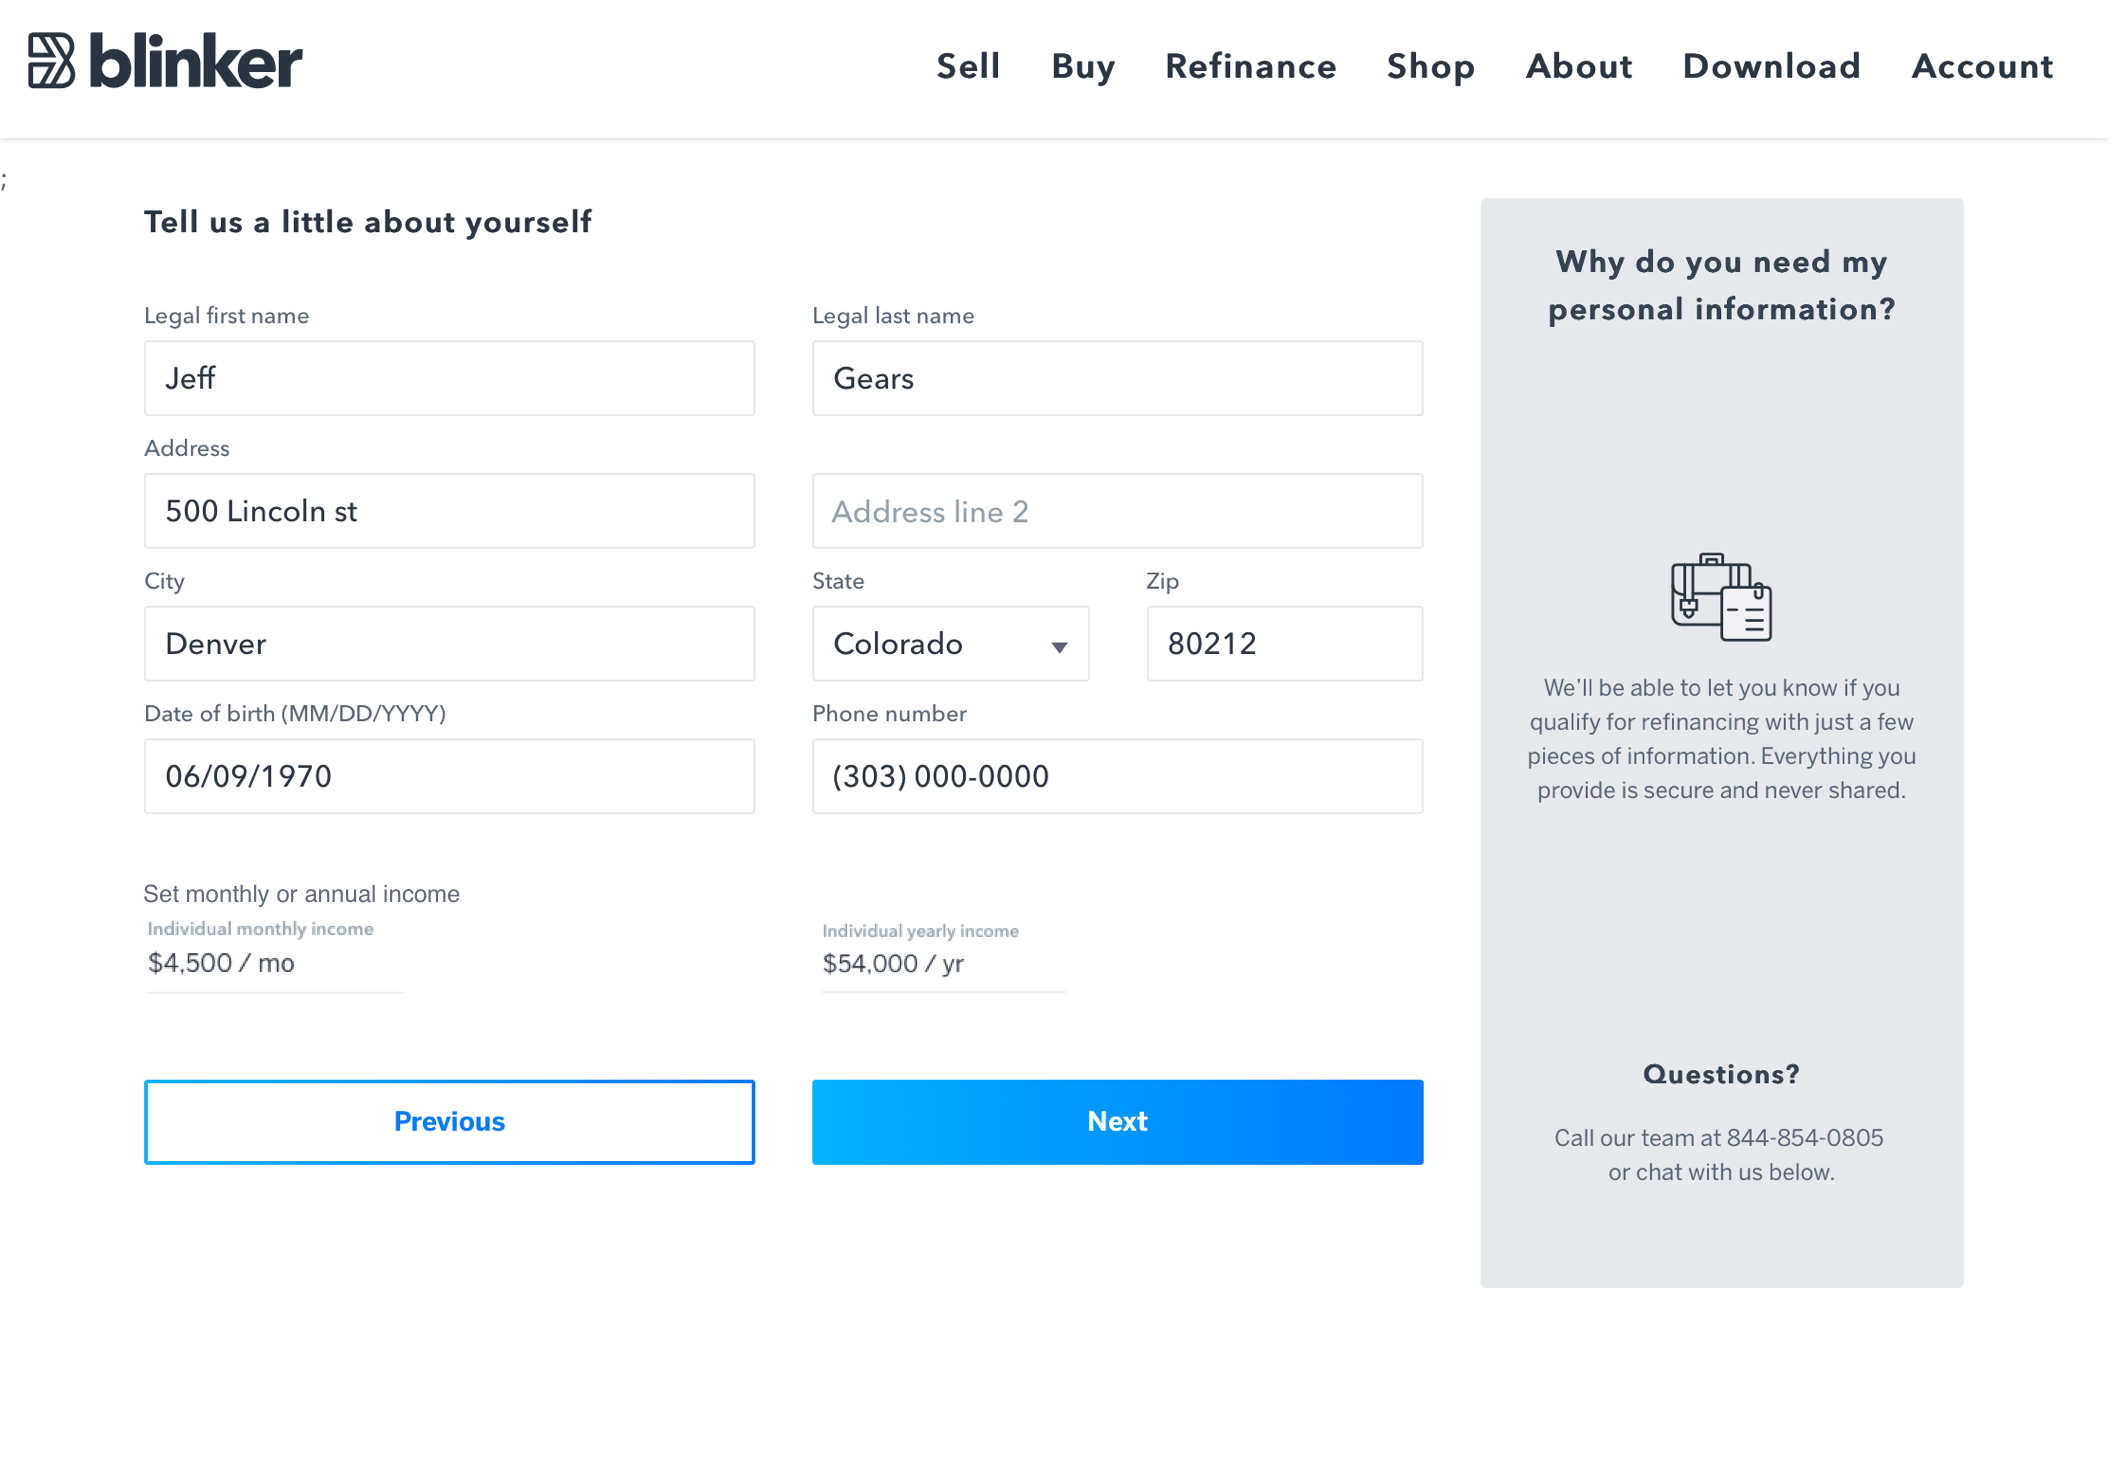 blinker
Sell Buy Refinance Shop About Download Account
;
Tell us a little about yourself
Legal first name
Jeff
Legal last name
Gears
Address
500 Lincoln st
Address line 2
City
Denver
State
Colorado
Zip
80212
Date of birth (MM/DD/YYYY)
06/09/1970
Phone number
(303) 000-0000
Set monthly or annual income
Individual monthly income
$4,500 / mo
Individual yearly income
$54,000 / yr
Previous
Next
Why do you need my
personal information?
We'll be able to let you know if you
qualify for refinancing with just a few
pieces of information. Everything you
provide is secure and never shared.
Questions?
Call our team at 844-854-0805
or chat with us below.